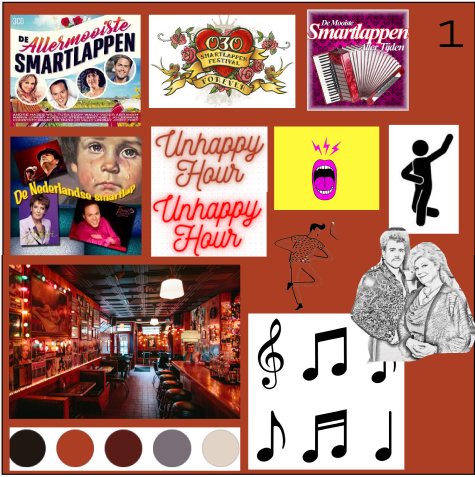 3CD
DE
Allermooiste
SMARTLAPPEN
030
SMARTLAPPEN
FESTIVAL
FOREVER
De Mooiste
Smartlappen
Aller Tijden
1
De Nederlandse smartlap
Unhappy
Hour
Unhappy
Hour